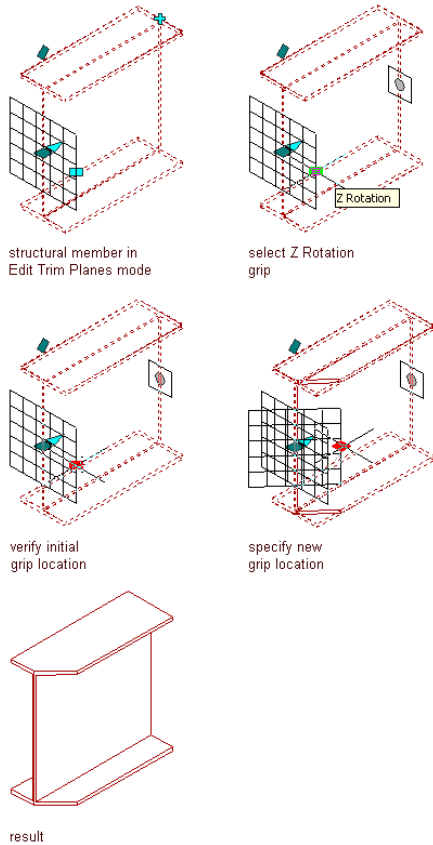 Z Rotation
structural member in
Edit Trim Planes mode
select Z Rotation
grip
verify initial
grip location
specify new
grip location
result